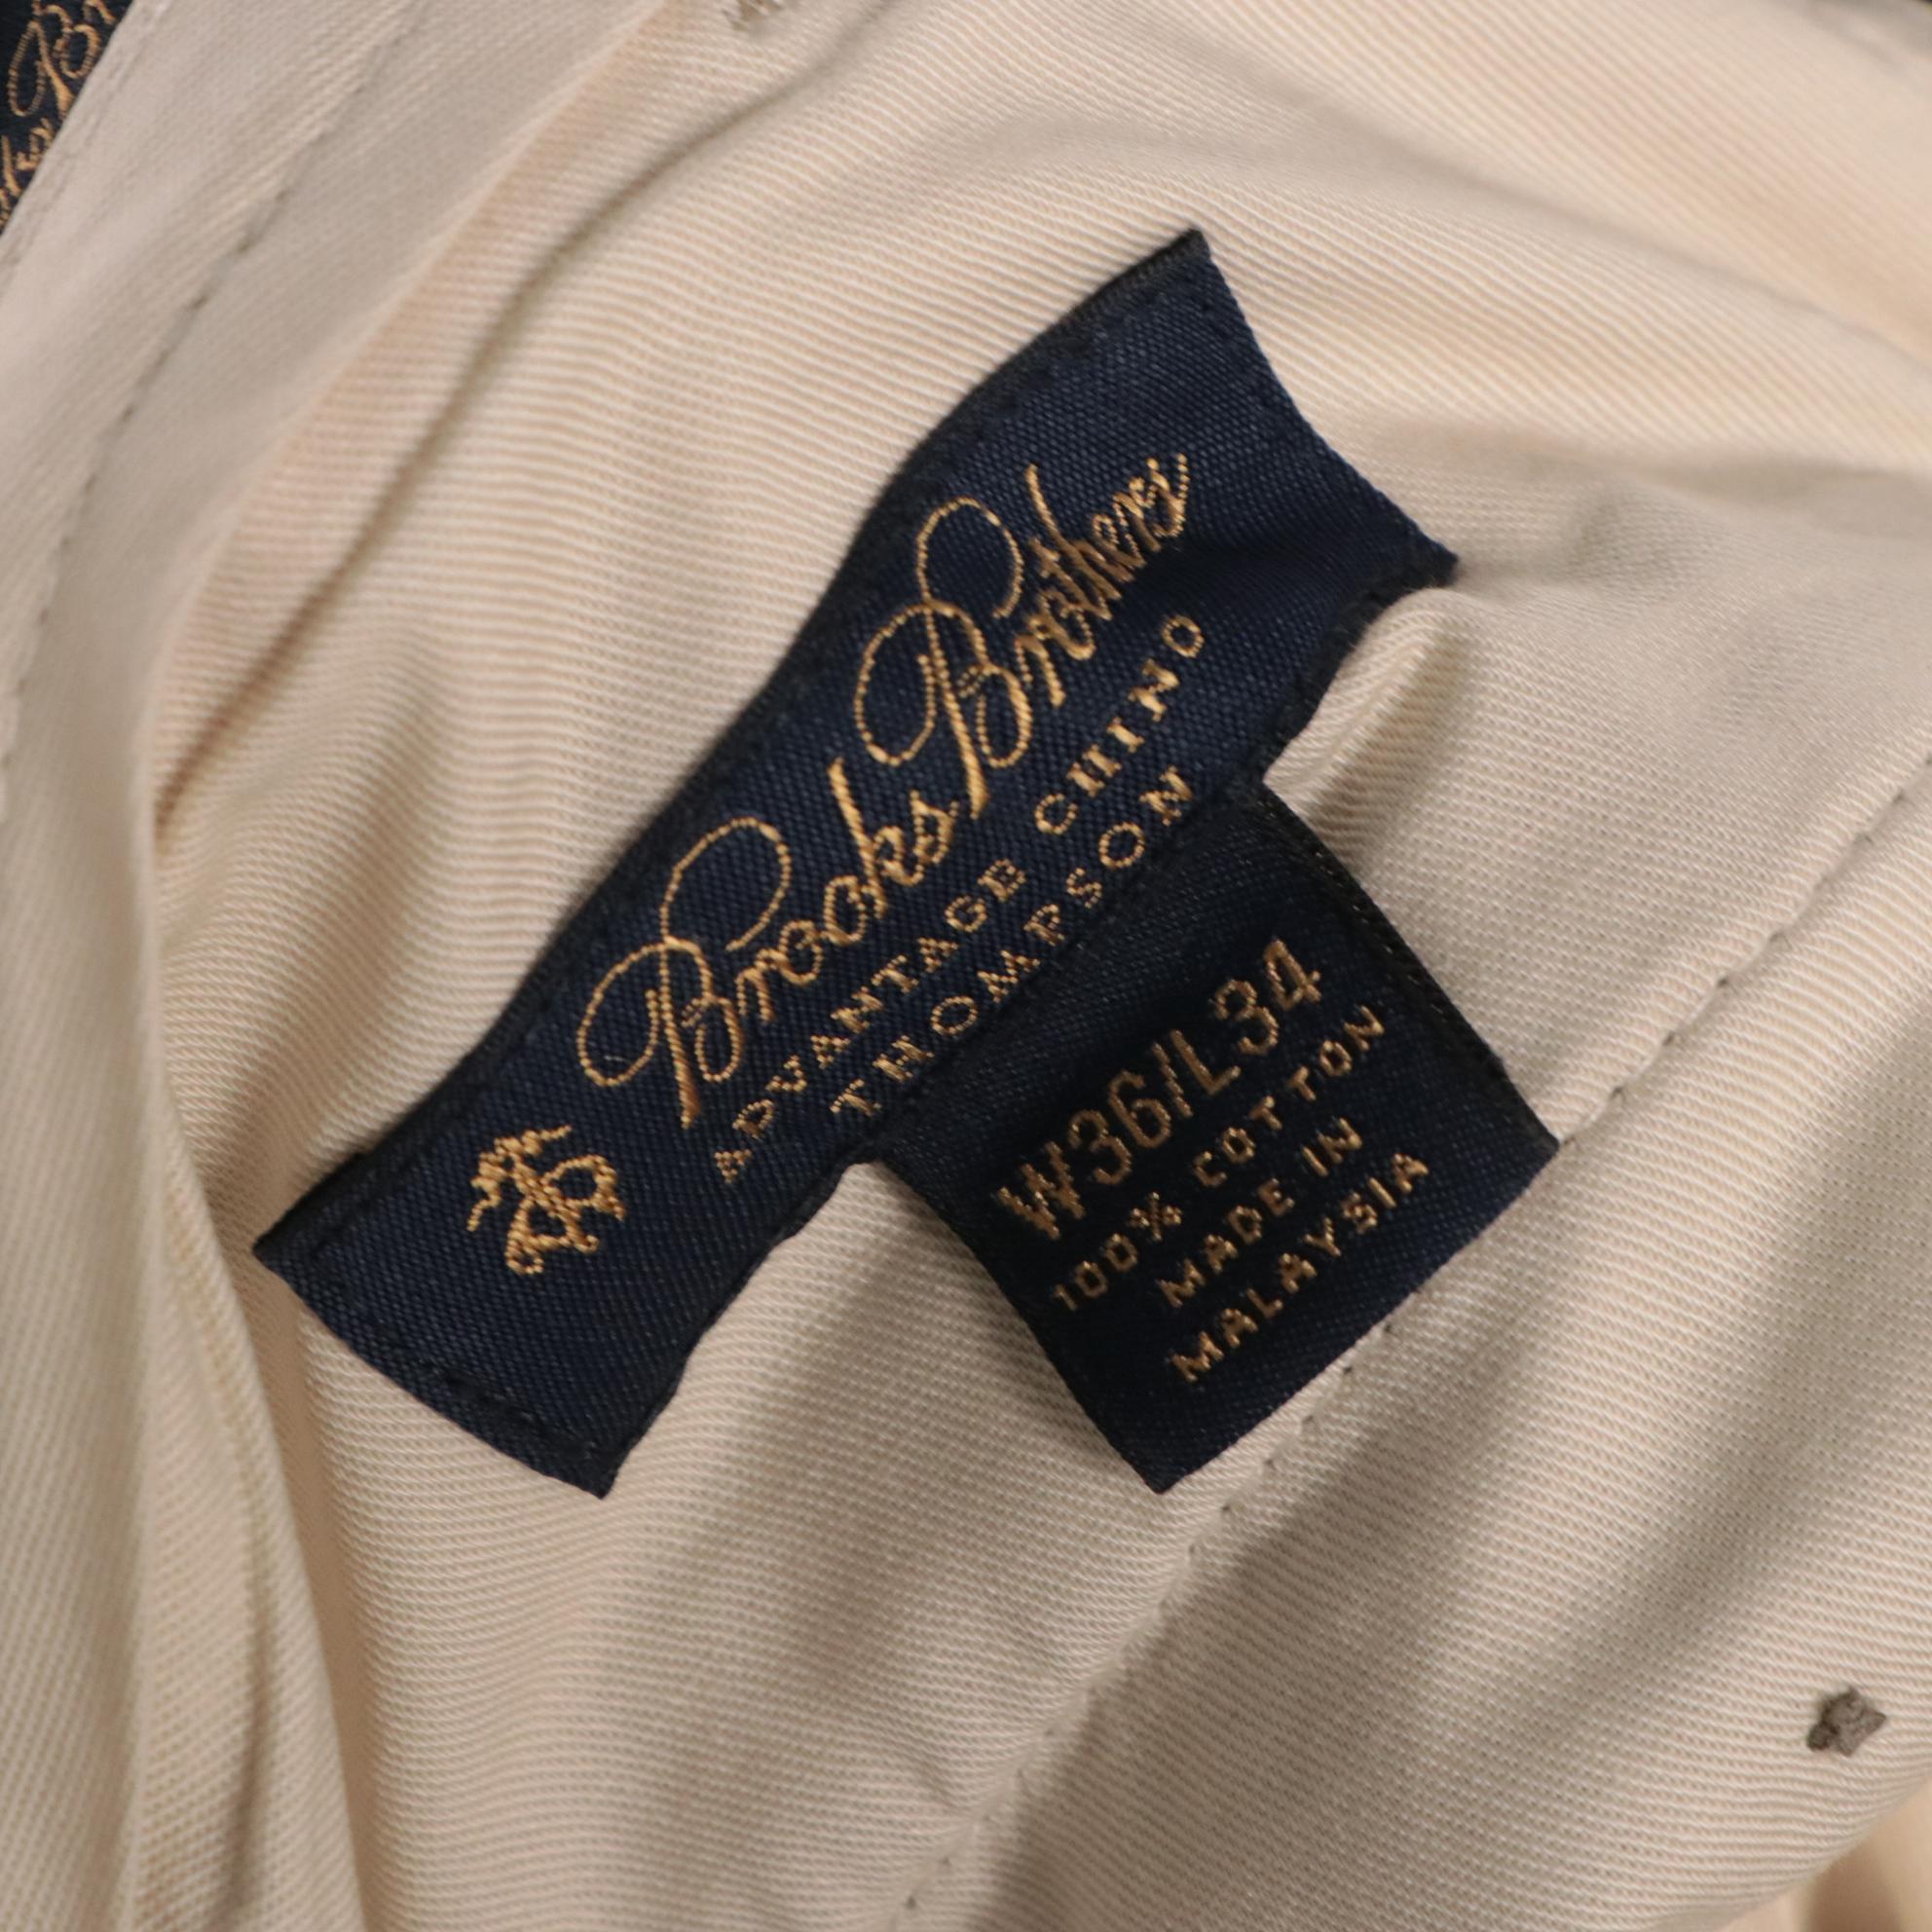 Brooks Brothers
ADVANTAGE CHINO
THOMPSON
W36/L34
100% COTTON
MADE IN
MALAYSIA